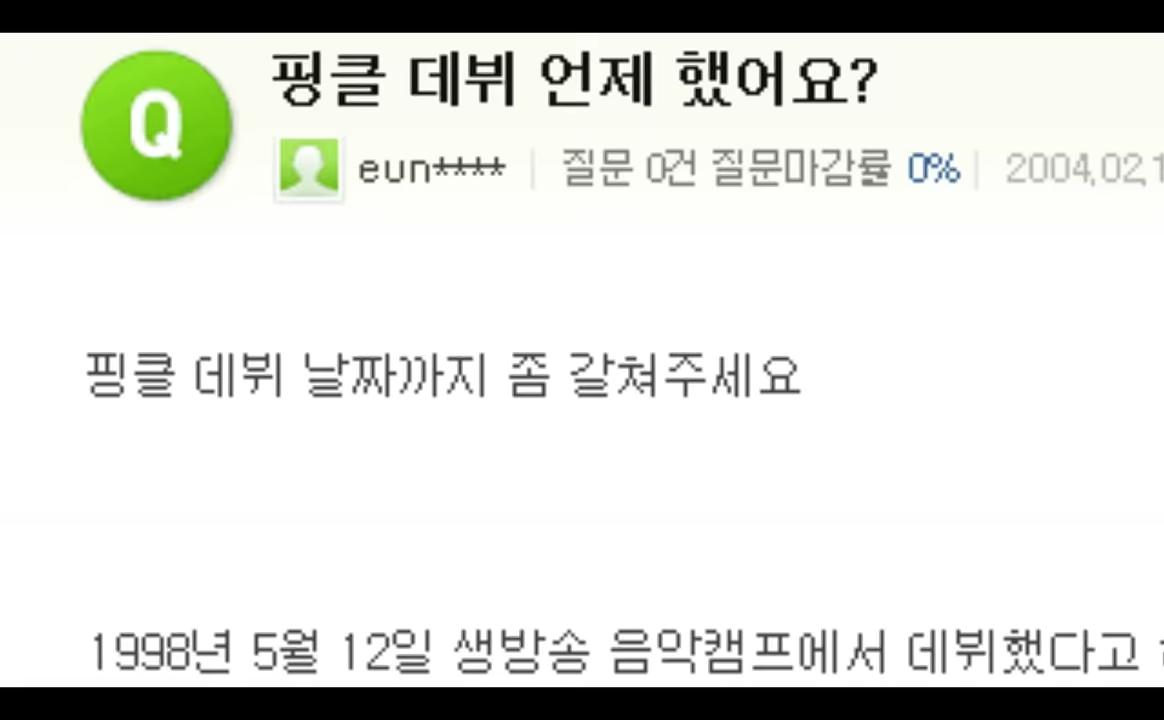 Q
핑클 데뷔 언제 했어요?
eun**** 질문 0건 질문마감률 0% 2004.02.1
핑클 데뷔 날짜까지 좀 갈쳐주세요
1998년 5월 12일 생방송 음악캠프에서 데뷔했다고